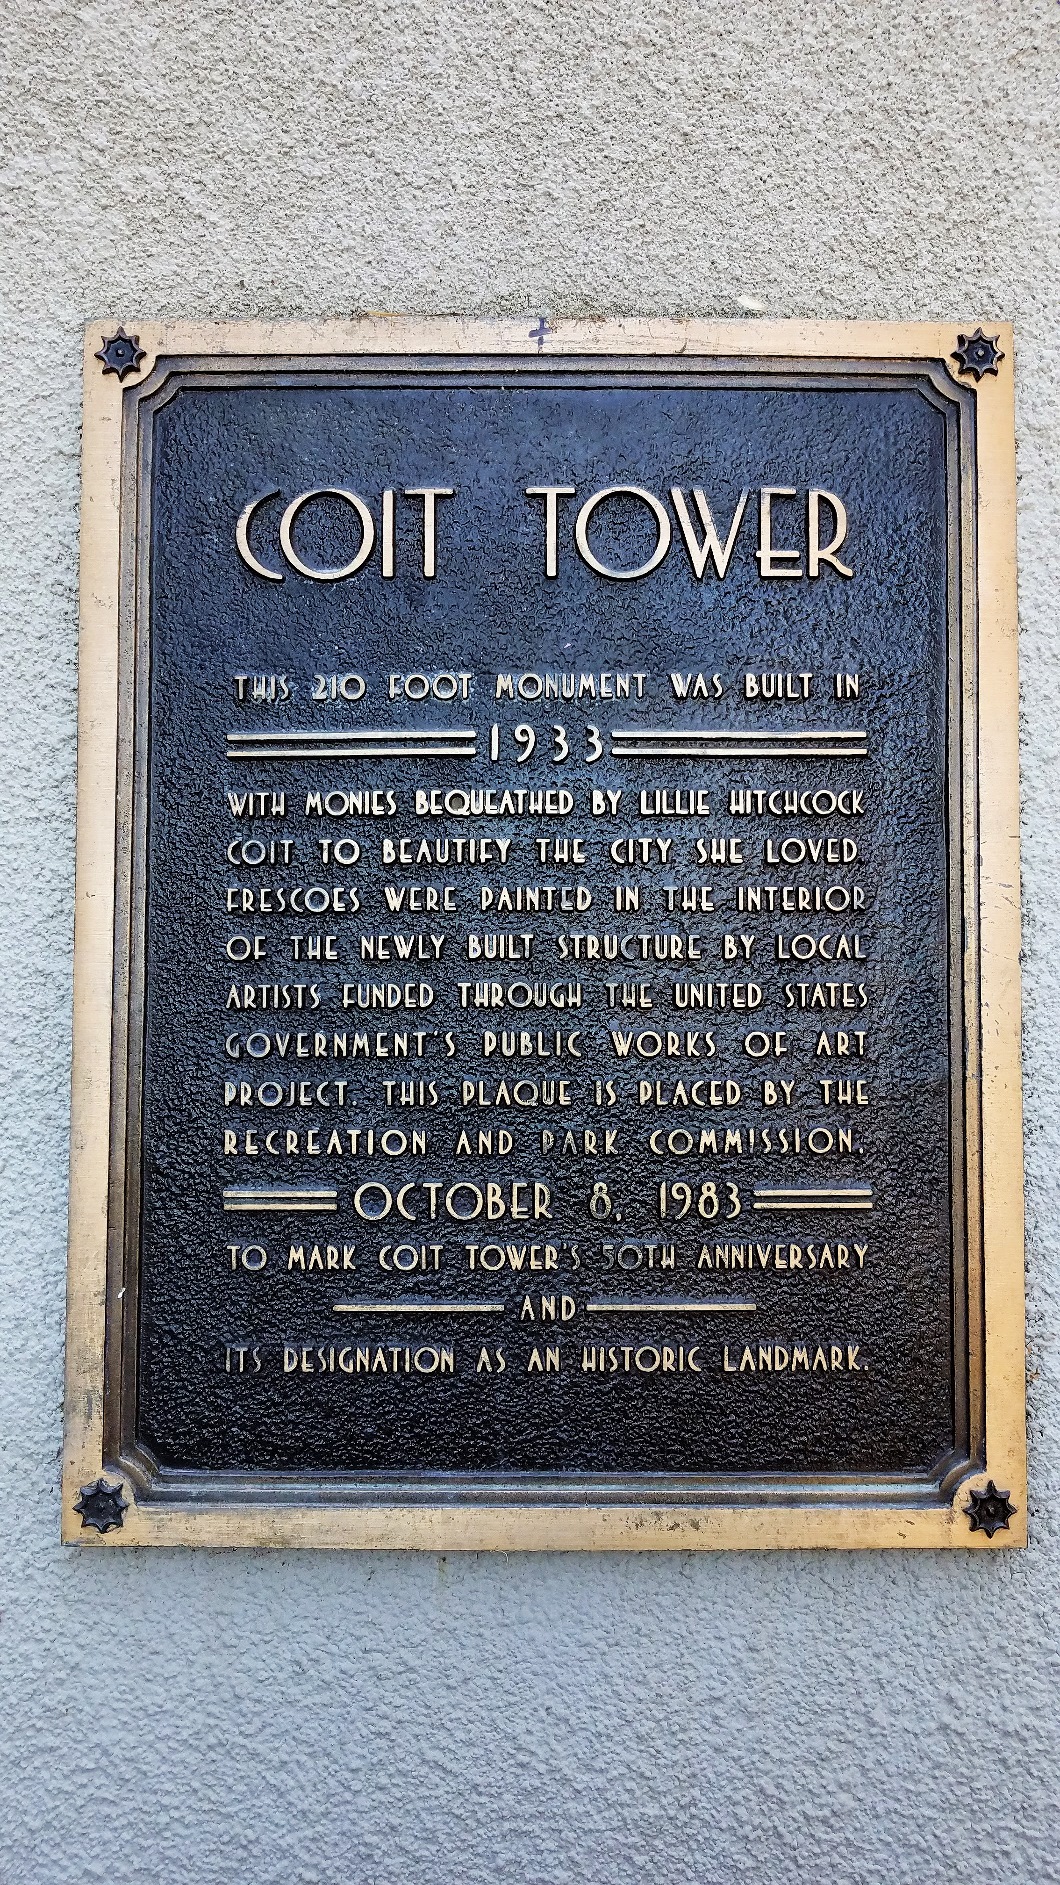 COIT TOWER
THIS 210 FOOT MONUMENT WAS BUILT IN
1933
WITH MONIES BEQUEATHED BY LILLIE HITCHCOCK
COIT TO BEAUTIFY THE CITY SHE LOVED.
FRESCOES WERE PAINTED IN THE INTERIOR
OF THE NEWLY BUILT STRUCTURE BY LOCAL
ARTISTS FUNDED THROUGH THE UNITED STATES
GOVERNMENT'S PUBLIC WORKS OF ART
PROJECT. THIS PLAQUE IS PLACED BY THE
RECREATION AND PARK COMMISSION,
OCTOBER 8, 1983
TO MARK COIT TOWER'S 50TH ANNIVERSARY
AND
ITS DESIGNATION AS AN HISTORIC LANDMARK.